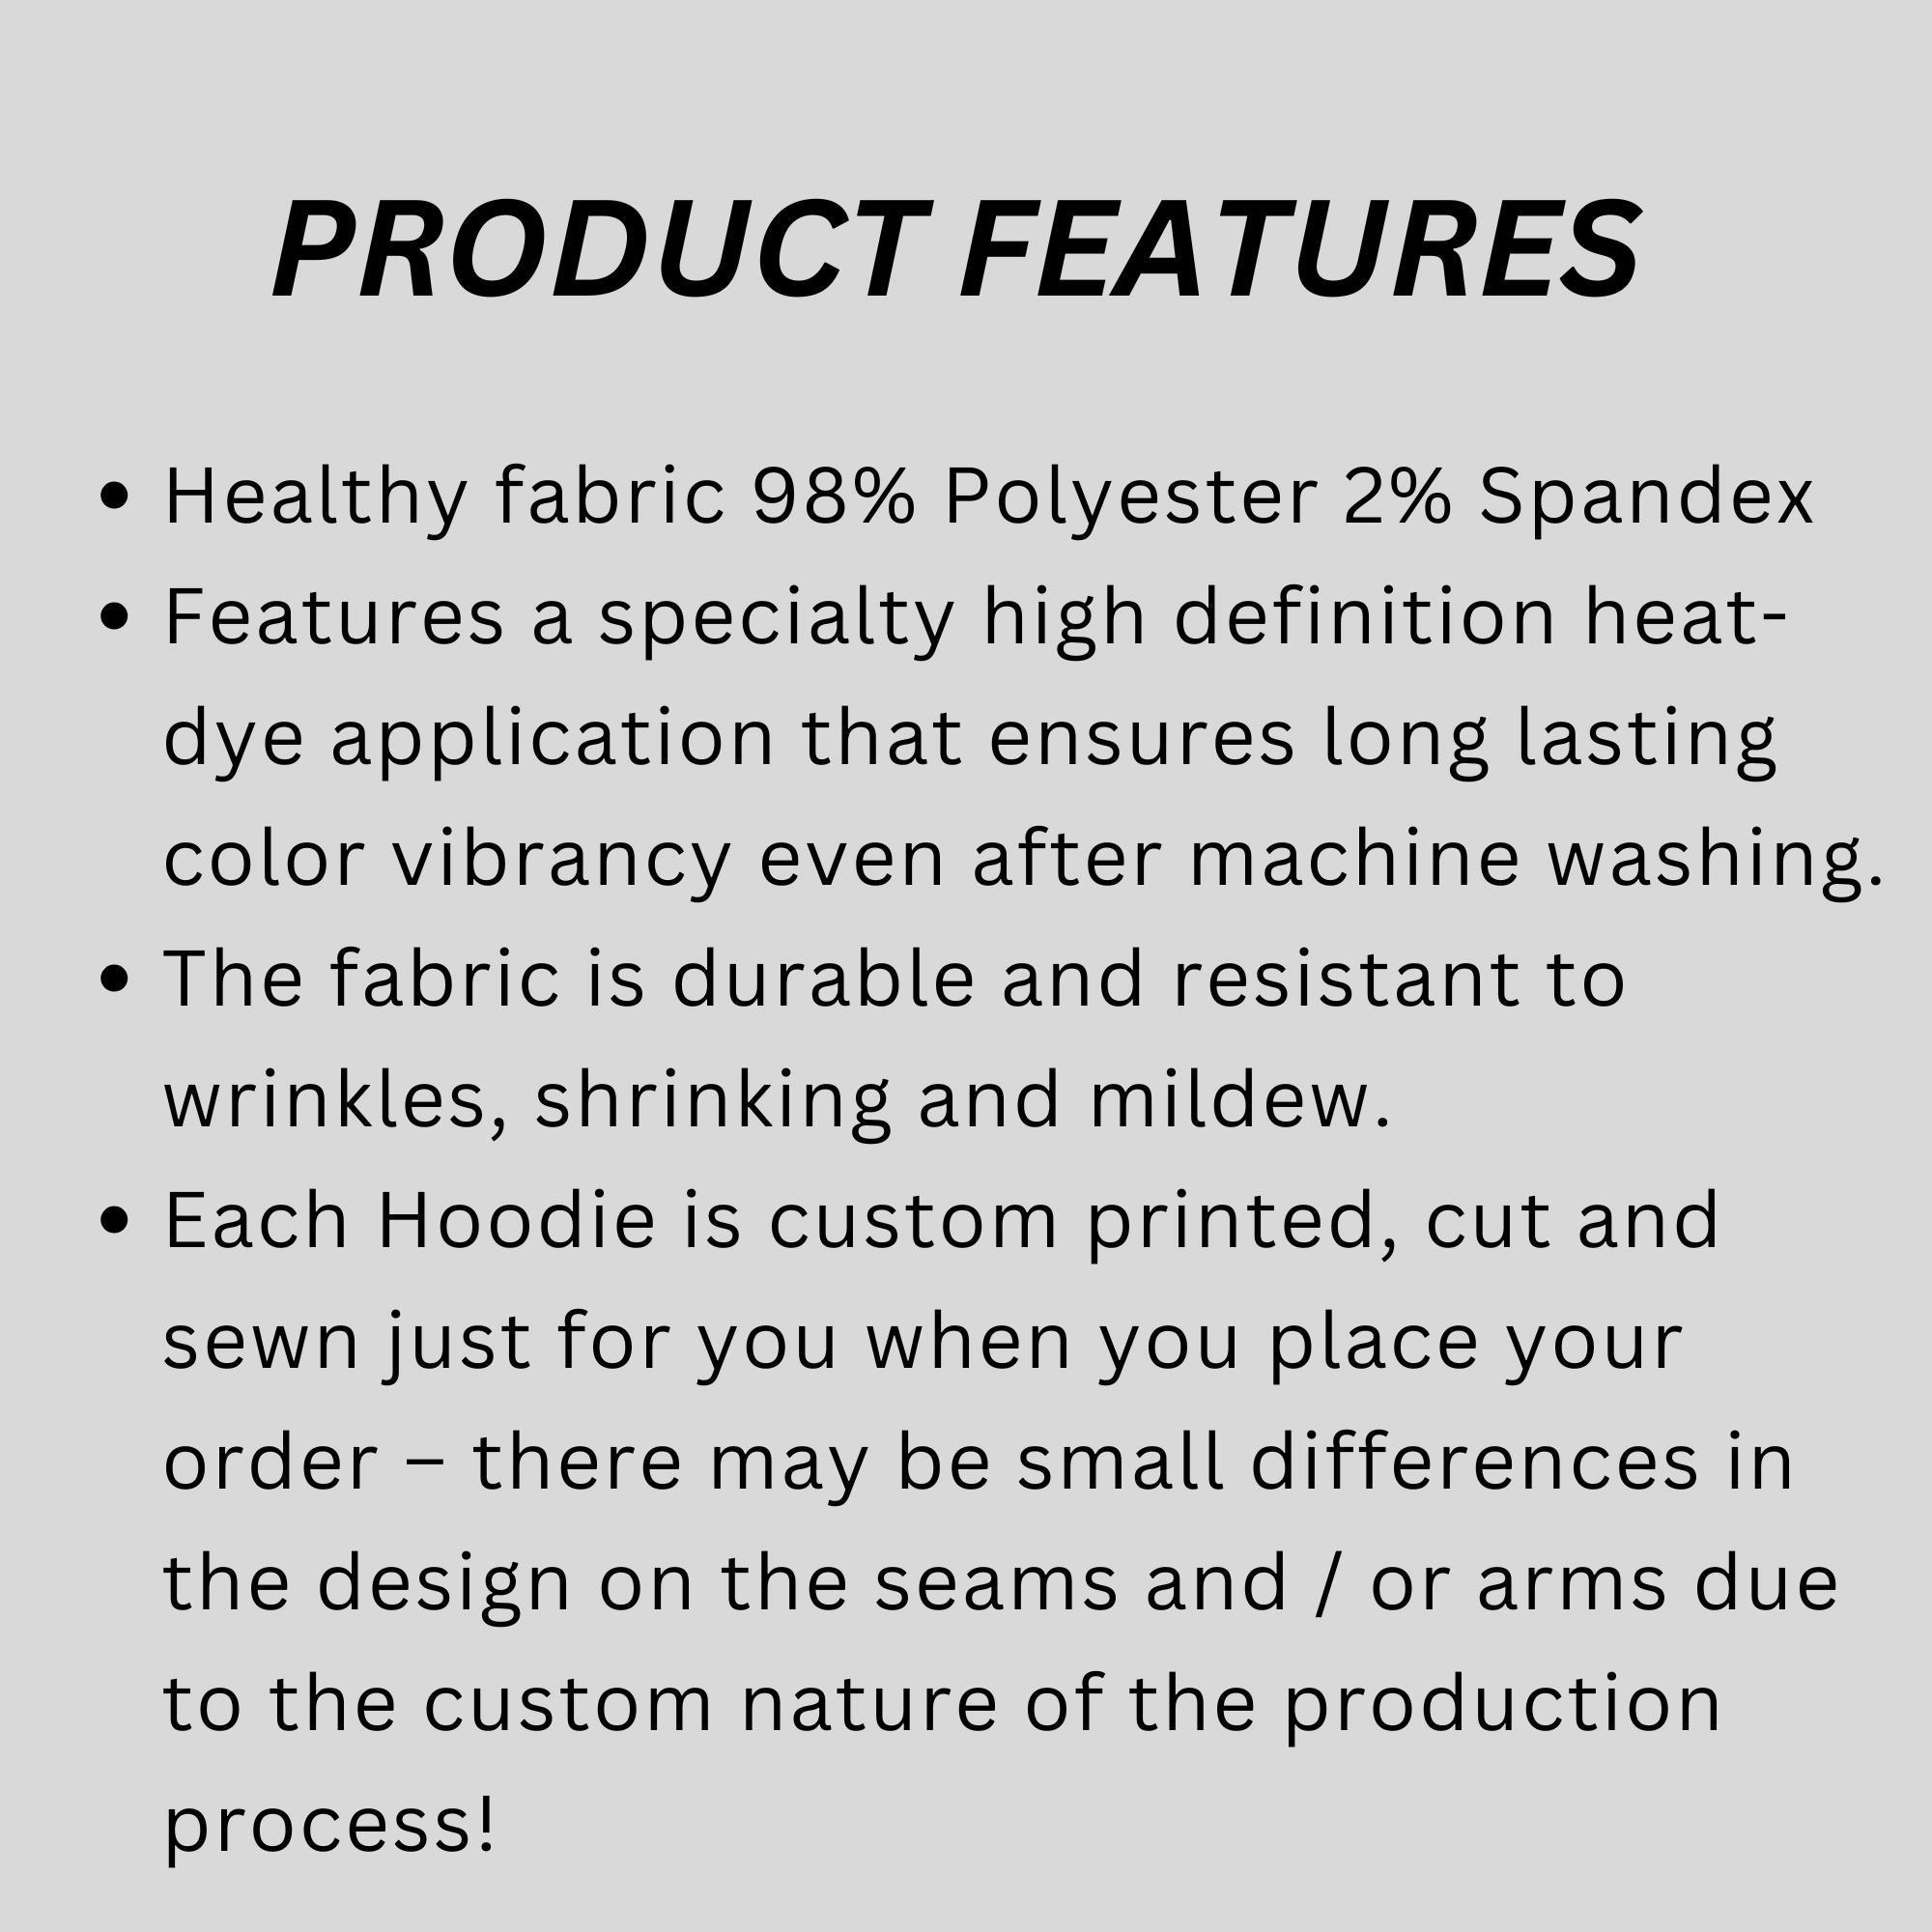 PRODUCT FEATURES
• Healthy fabric 98% Polyester 2% Spandex
• Features a specialty high definition heat-
dye application that ensures long lasting
color vibrancy even after machine washing.
• The fabric is durable and resistant to
wrinkles, shrinking and mildew.
• Each Hoodie is custom printed, cut and
sewn just for you when you place your
order – there may be small differences in
the design on the seams and / or arms due
to the custom nature of the production
process!